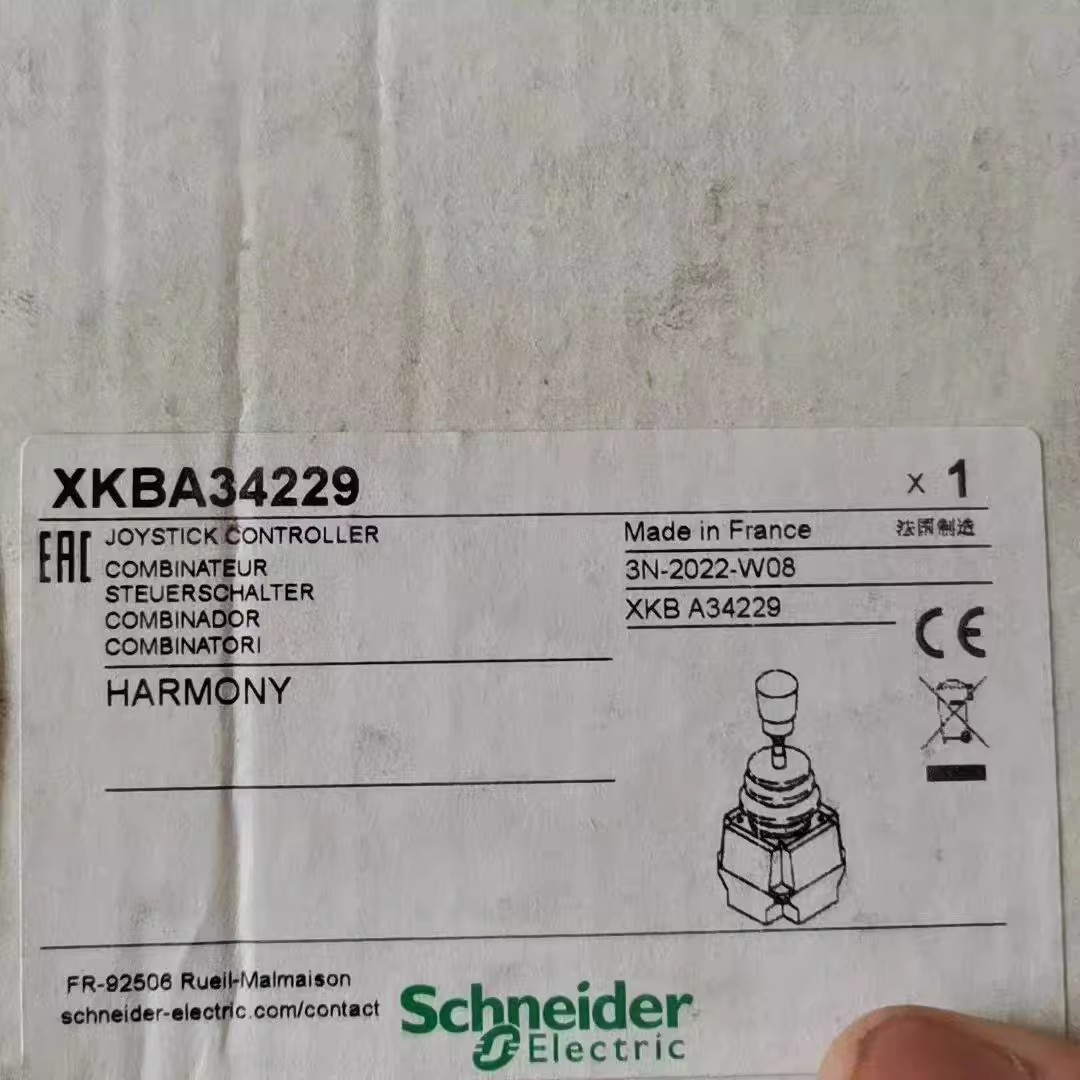 XKBA34229 x 1
EAC JOYSTICK CONTROLLER
COMBINATEUR
STEUERSCHALTER
COMBINADOR
COMBINATORI
HARMONY
Made in France 法国制造
3N-2022-W08
XKB A34229
CE
FR-92506 Rueil-Malmaison
schneider-electric.com/contact
Schneider
Electric